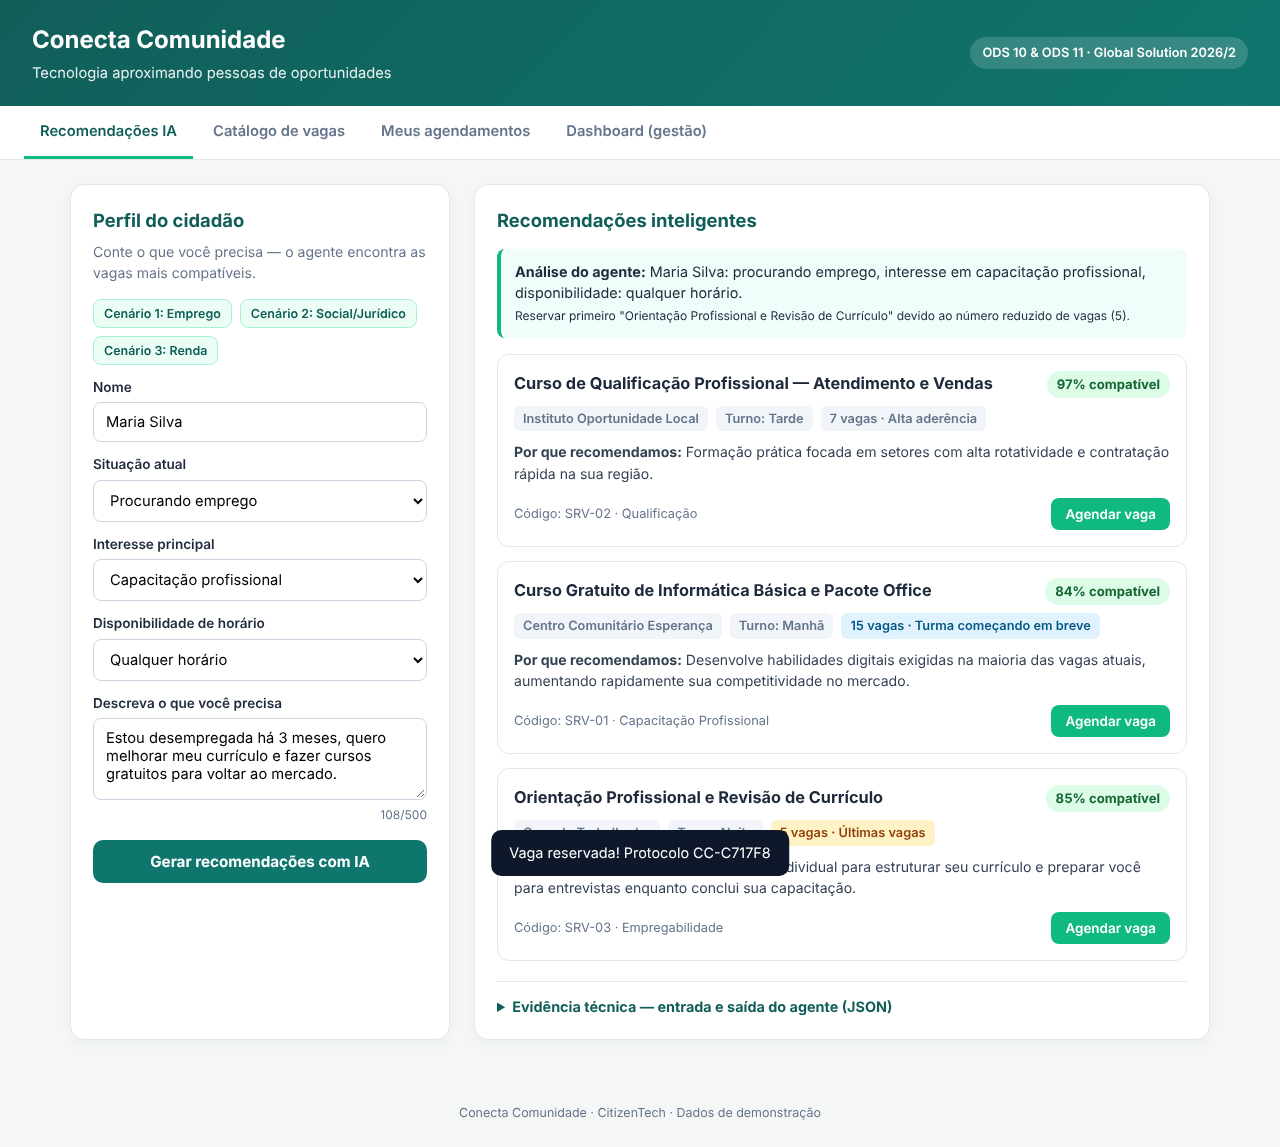 Conecta Comunidade
Tecnologia aproximando pessoas de oportunidades
ODS 10 & ODS 11 · Global Solution 2026/2
Recomendações IA
Catálogo de vagas
Meus agendamentos
Dashboard (gestão)
Perfil do cidadão
Conte o que você precisa — o agente encontra as
vagas mais compatíveis.
Cenário 1: Emprego
Cenário 2: Social/Jurídico
Cenário 3: Renda
Nome
Maria Silva
Situação atual
Procurando emprego
Interesse principal
Capacitação profissional
Disponibilidade de horário
Qualquer horário
Descreva o que você precisa
Estou desempregada há 3 meses, quero
melhorar meu currículo e fazer cursos
gratuitos para voltar ao mercado.
108/500
Gerar recomendações com IA
Recomendações inteligentes
Análise do agente: Maria Silva: procurando emprego, interesse em capacitação profissional,
disponibilidade: qualquer horário.
Reservar primeiro "Orientação Profissional e Revisão de Currículo" devido ao número reduzido de vagas (5).
Curso de Qualificação Profissional — Atendimento e Vendas
97% compatível
Instituto Oportunidade Local
Turno: Tarde
7 vagas · Alta aderência
Por que recomendamos: Formação prática focada em setores com alta rotatividade e contratação
rápida na sua região.
Código: SRV-02 · Qualificação
Agendar vaga
Curso Gratuito de Informática Básica e Pacote Office
84% compatível
Centro Comunitário Esperança
Turno: Manhã
15 vagas · Turma começando em breve
Por que recomendamos: Desenvolve habilidades digitais exigidas na maioria das vagas atuais,
aumentando rapidamente sua competitividade no mercado.
Código: SRV-01 · Capacitação Profissional
Agendar vaga
Orientação Profissional e Revisão de Currículo
85% compatível
5 vagas · Últimas vagas
Vaga reservada! Protocolo CC-C717F8
para estruturar seu currículo e preparar você
para entrevistas enquanto conclui sua capacitação.
Código: SRV-03 · Empregabilidade
Agendar vaga
Evidência técnica — entrada e saída do agente (JSON)
Conecta Comunidade · CitizenTech · Dados de demonstração